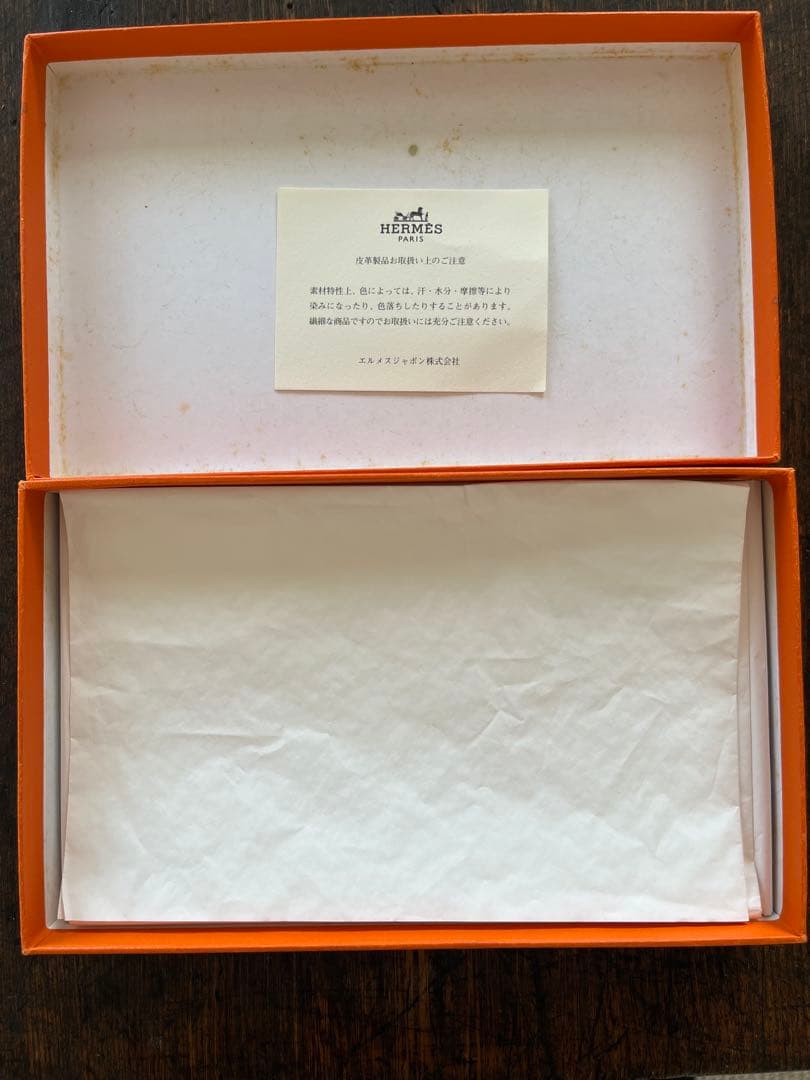 HERMÈS
PARIS
皮革製品お取扱い上のご注意
素材特性上、色によっては、汗・水分・摩擦等により
染みになったり、色落ちしたりすることがあります。
繊細な商品ですのでお取扱いには充分ご注意ください。
エルメスジャポン株式会社